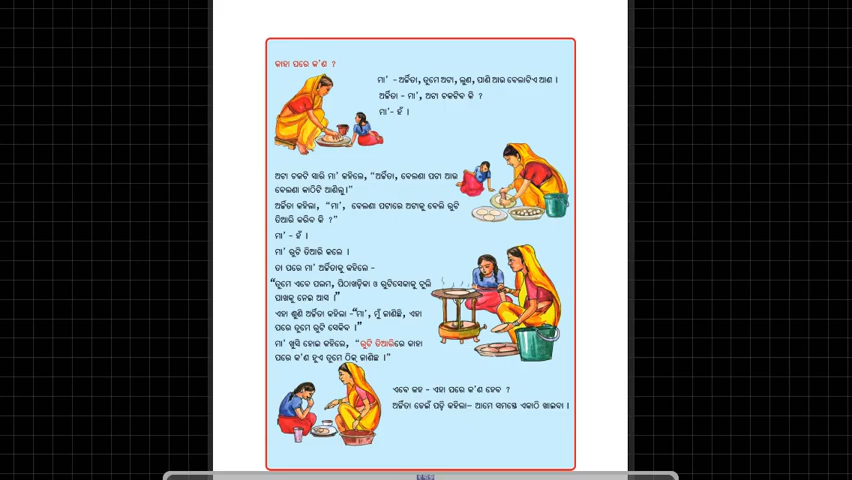 କାହା ପରେ କ'ଣ ?
ମା' - ଅର୍ଚ୍ଚିତା, ତୁମେ ଅଟା, ଲୁଣ, ପାଣି ଆଉ ବେଲାଟିଏ ଆଣ ।
ଅର୍ଚ୍ଚିତା - ମା', ଅଟା ଚକଟିବ କି ?
ମା'- ହଁ ।
ଅଟା ଚକଟି ସାରି ମା' କହିଲେ, “ଅର୍ଚ୍ଚିତା, ବେଲଣା ପଟା ଆଉ
ବେଲଣା କାଠିଟି ଆଣିଲୁ।”
ଅର୍ଚ୍ଚିତା କହିଲା, “ମା', ବେଲଣା ପଟାରେ ଅଟାକୁ ବେଲି ରୁଟି
ତିଆରି କରିବ କି ?”
ମା' - ହଁ ।
ମା' ରୁଟି ତିଆରି କଲେ ।
ତା ପରେ ମା' ଅର୍ଚ୍ଚିତାକୁ କହିଲେ -
“ତୁମେ ଏବେ ପଲମ, ପିଠାଖଡ଼ିକା ଓ ରୁଟିସେକାକୁ ଚୁଲି
ପାଖକୁ ନେଇ ଆସ ।”
ଏହା ଶୁଣି ଅର୍ଚ୍ଚିତା କହିଲା -“ମା', ମୁଁ ଜାଣିଛି, ଏହା
ପରେ ତୁମେ ରୁଟି ସେକିବ ।”
ମା' ଖୁସି ହୋଇ କହିଲେ, “ରୁଟି ତିଆରିରେ କାହା
ପରେ କ'ଣ ହୁଏ ତୁମେ ଠିକ୍ ଜାଣିଛ ।”
ଏବେ କହ - ଏହା ପରେ କ'ଣ ହେବ ?
ଅର୍ଚ୍ଚିତା ଡେଇଁ ପଡ଼ି କହିଲା– ଆମେ ସମସ୍ତେ ଏକାଠି ଖାଇବା ।